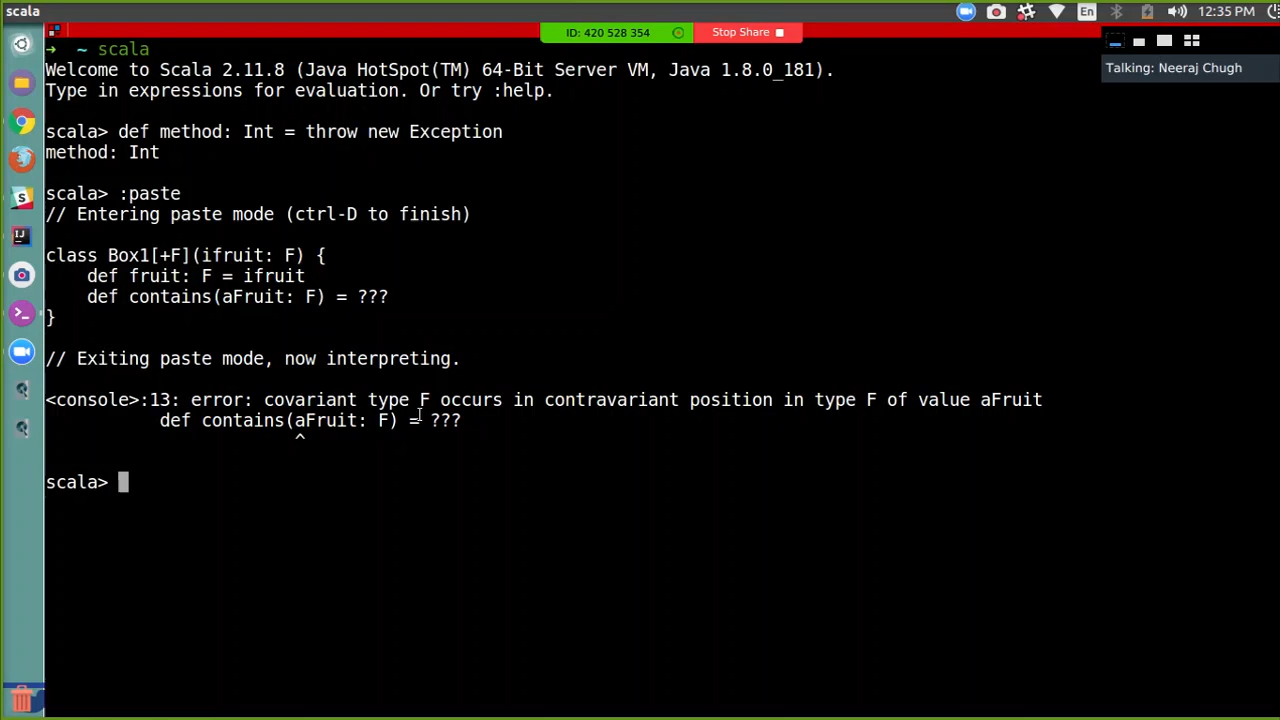 scala
En
12:35 PM
ID: 420 528 354
Stop Share
Talking: Neeraj Chugh
➜ ~ scala
Welcome to Scala 2.11.8 (Java HotSpot(TM) 64-Bit Server VM, Java 1.8.0_181).
Type in expressions for evaluation. Or try :help.
scala> def method: Int = throw new Exception
method: Int
scala> :paste
// Entering paste mode (ctrl-D to finish)
class Box1[+F](ifruit: F) {
    def fruit: F = ifruit
    def contains(aFruit: F) = ???
}
// Exiting paste mode, now interpreting.
<console>:13: error: covariant type F occurs in contravariant position in type F of value aFruit
           def contains(aFruit: F) = ???
                        ^
scala>